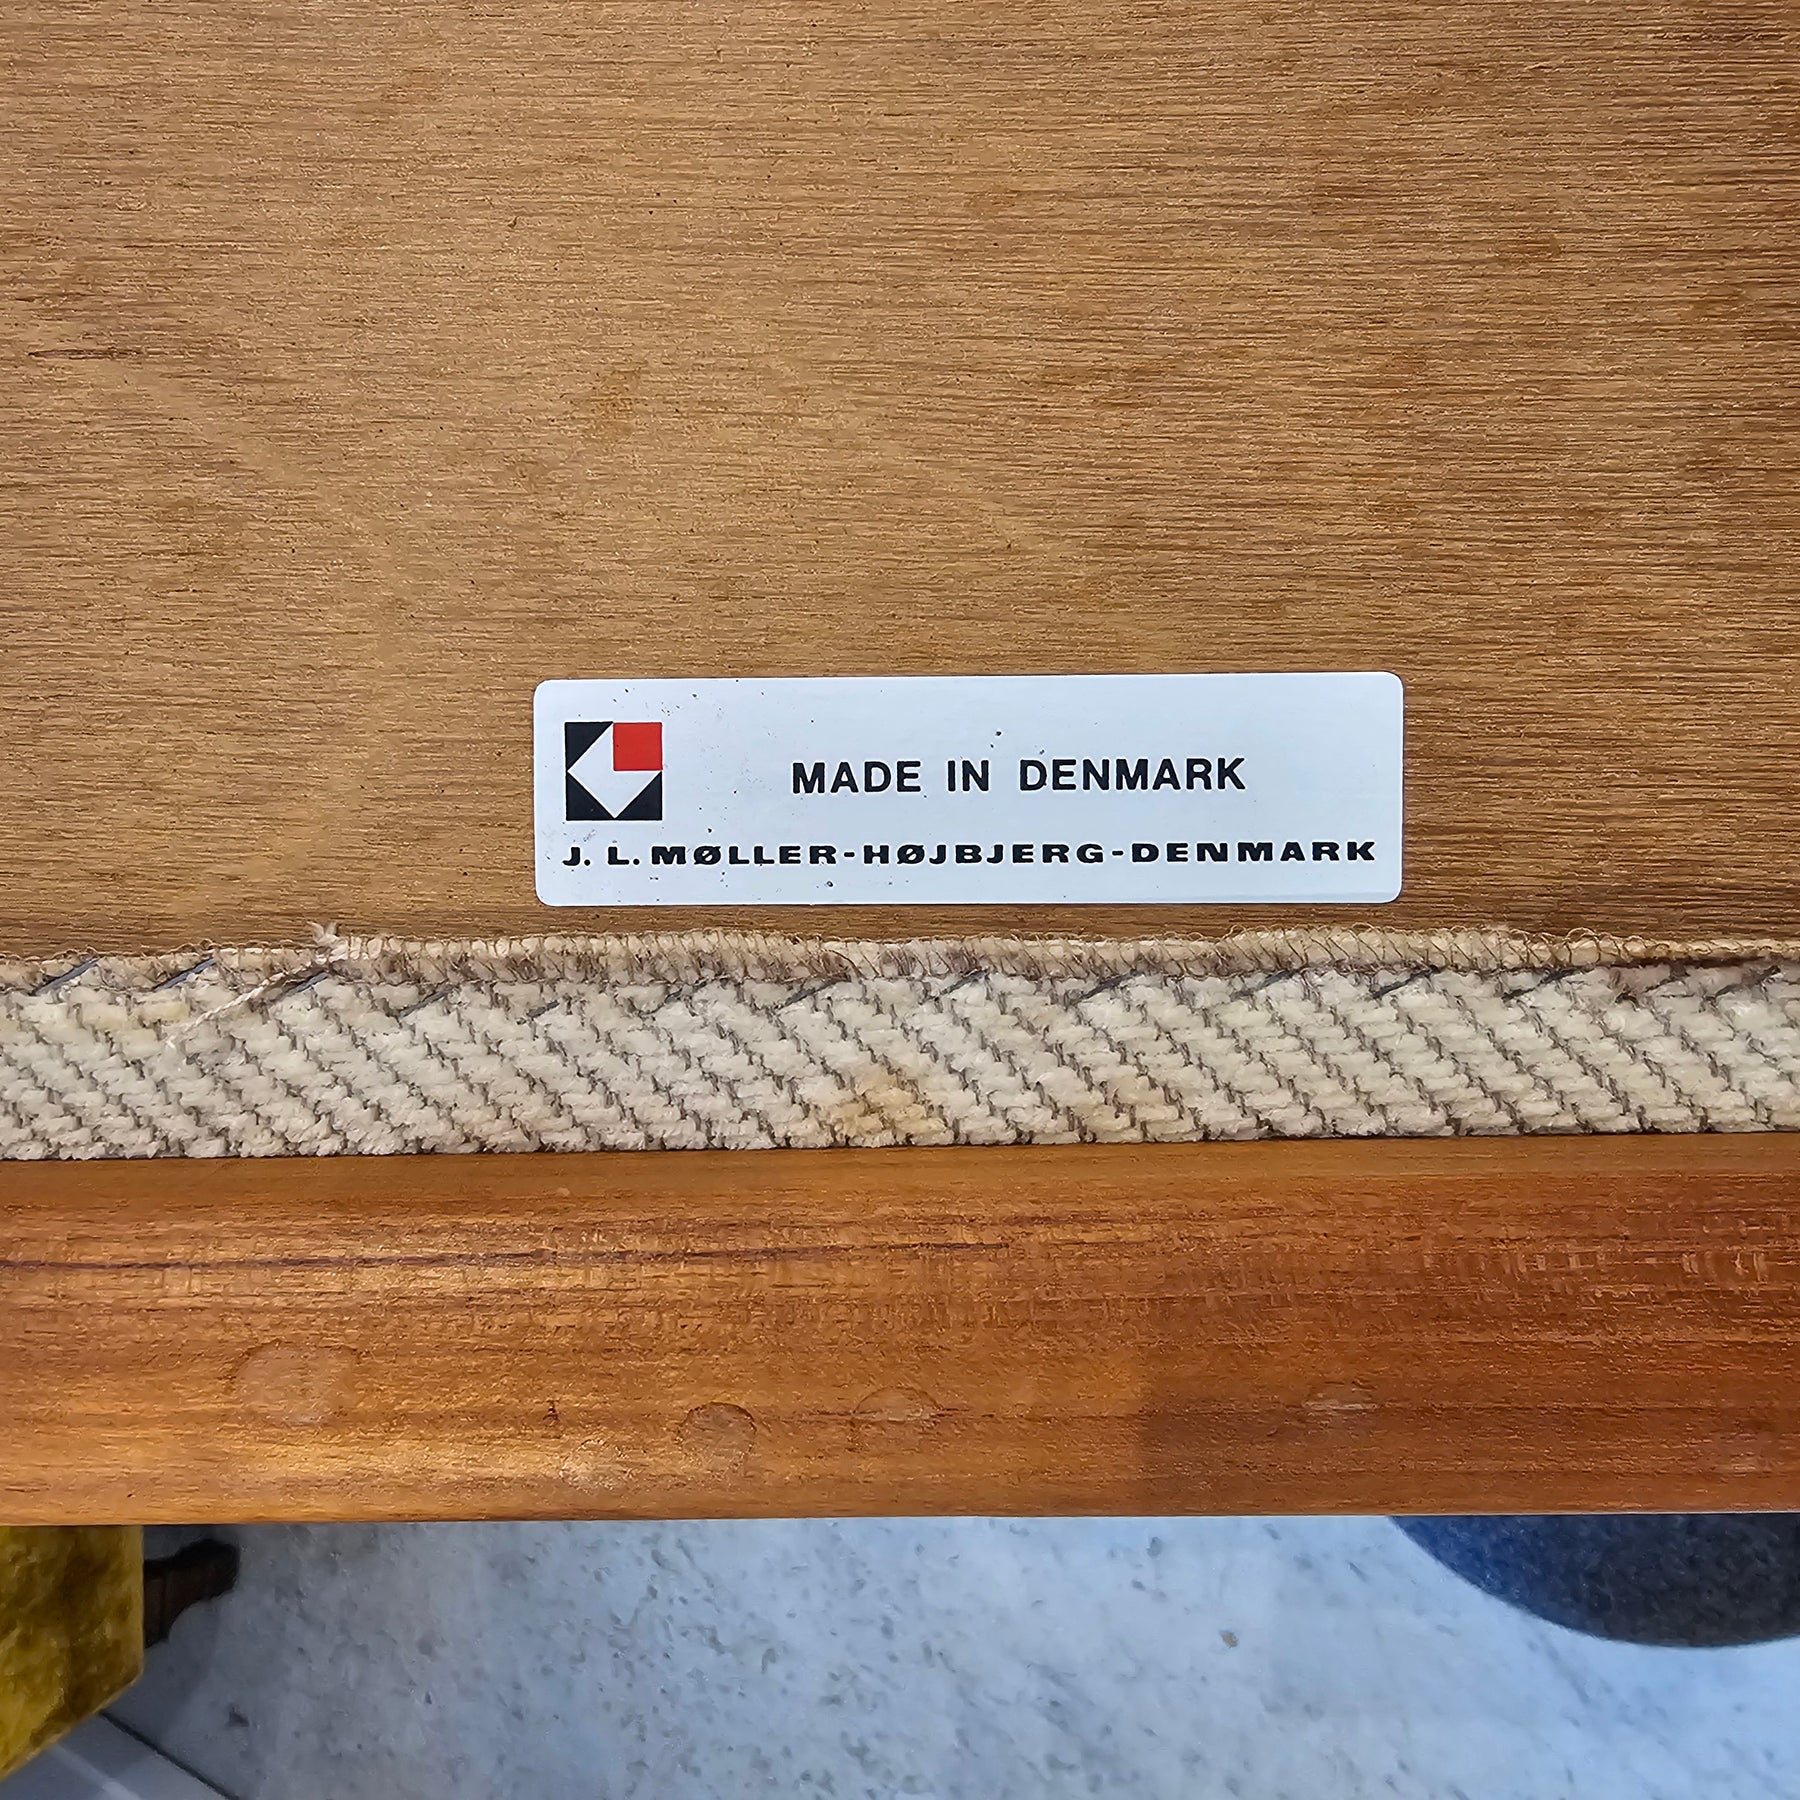 MADE IN DENMARK
J. L. MØLLER-HØJBJERG-DENMARK